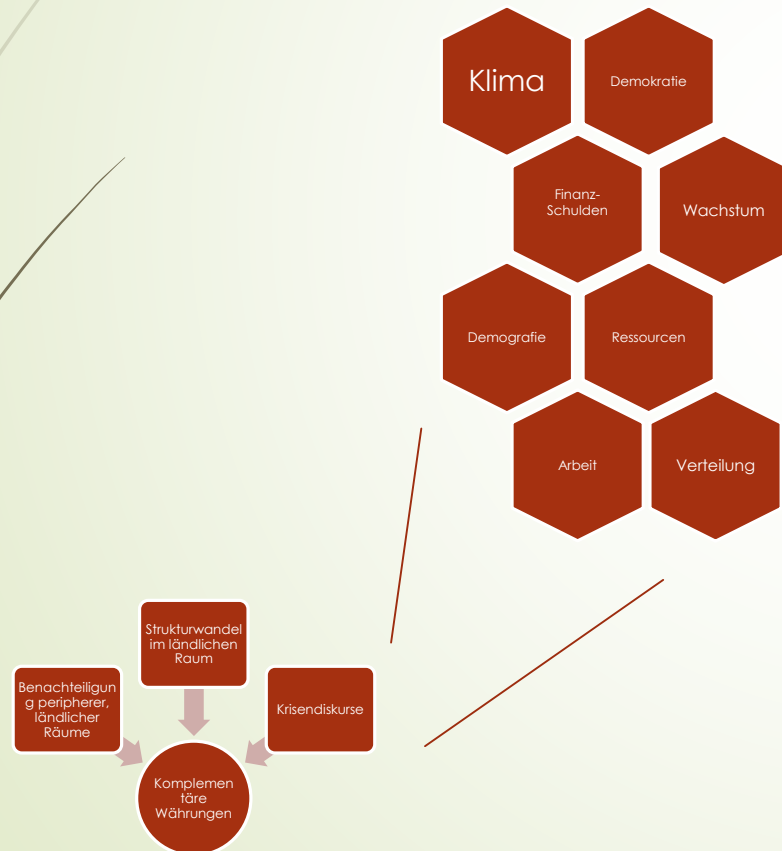 Klima
Demokratie
Finanz-
Schulden
Wachstum
Demografie
Ressourcen
Arbeit
Verteilung
Strukturwandel
im ländlichen
Raum
Benachteiligun
g peripherer,
ländlicher
Räume
Krisendiskurse
Komplemen
täre
Währungen